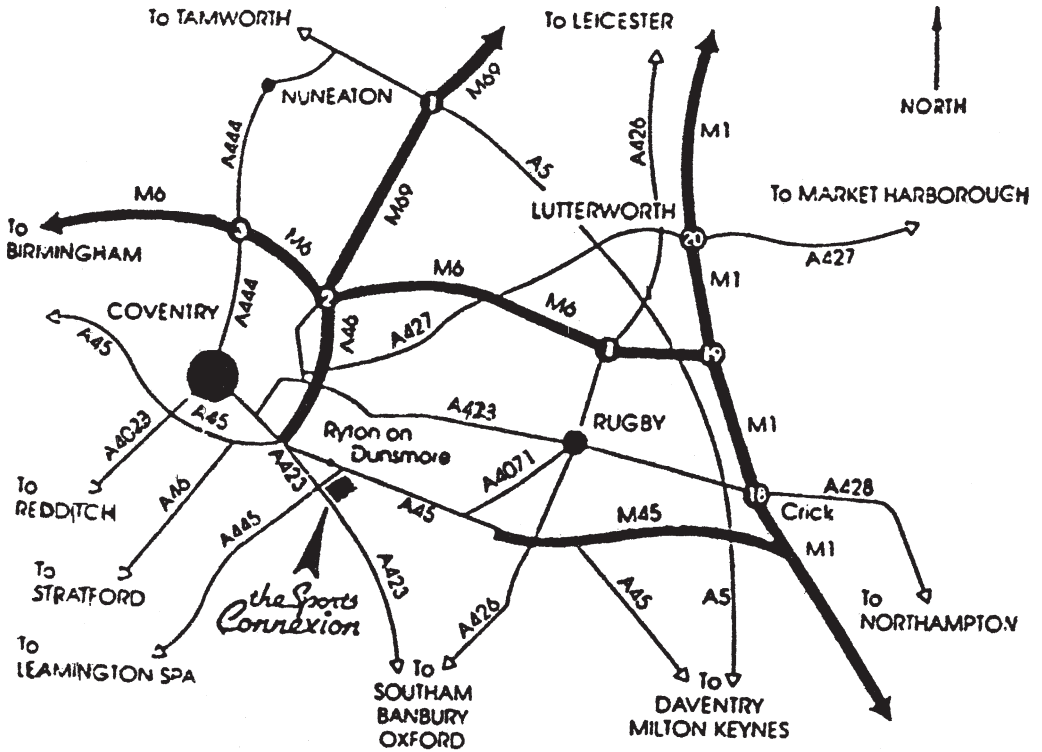 To TAMWORTH
To LEICESTER
NORTH
M69
NUNEATON
1
A444
A5
A426
M1
M6
M69
LUTTERWORTH
To MARKET HARBOROUGH
To
BIRMINGHAM
3
M6
20
A427
M6
M1
2
M6
A444
COVENTRY
A46
A427
1
19
A45
A45
A423
RUGBY
M1
A4023
Ryton on
Dunsmore
A423
A4071
To
REDDITCH
A46
A445
A45
M45
18
A428
Crick
M1
To
STRATFORD
A423
the Sports
Connexion
A426
A45
A5
To
NORTHAMPTON
To
LEAMINGTON SPA
To
SOUTHAM
BANBURY
OXFORD
To
DAVENTRY
MILTON KEYNES